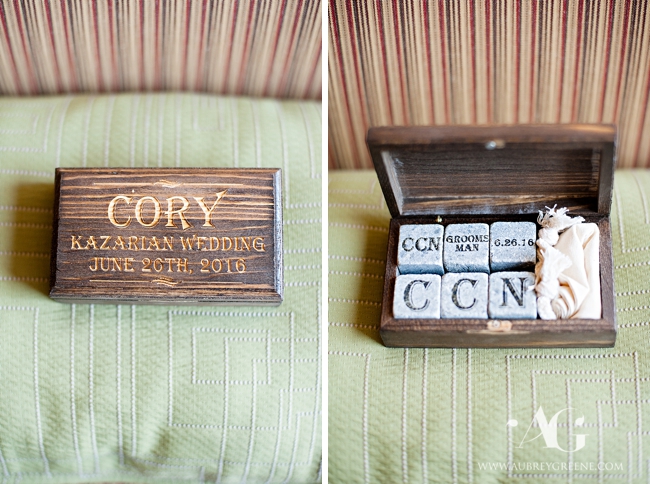 CORY
KAZARIAN WEDDING
JUNE 26TH, 2016
CCN
GROOMS
MAN
6.26.16
C
C
N
AG
WWW.AUBREYGREENE.COM